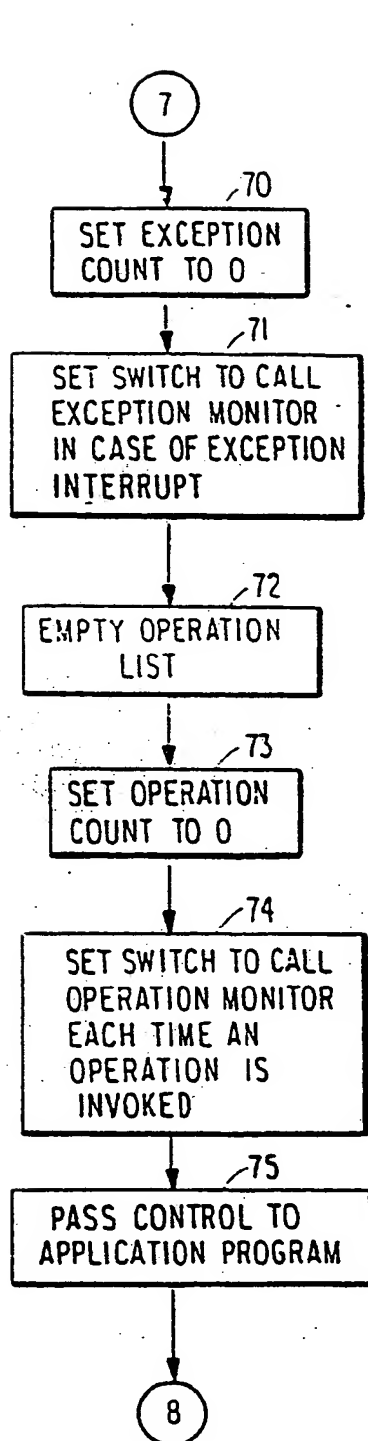 7
70
SET EXCEPTION
COUNT TO 0
71
SET SWITCH TO CALL
EXCEPTION MONITOR
IN CASE OF EXCEPTION
INTERRUPT
72
EMPTY OPERATION
LIST
73
SET OPERATION
COUNT TO 0
74
SET SWITCH TO CALL
OPERATION MONITOR
EACH TIME AN
OPERATION IS
INVOKED
75
PASS CONTROL TO
APPLICATION PROGRAM
8